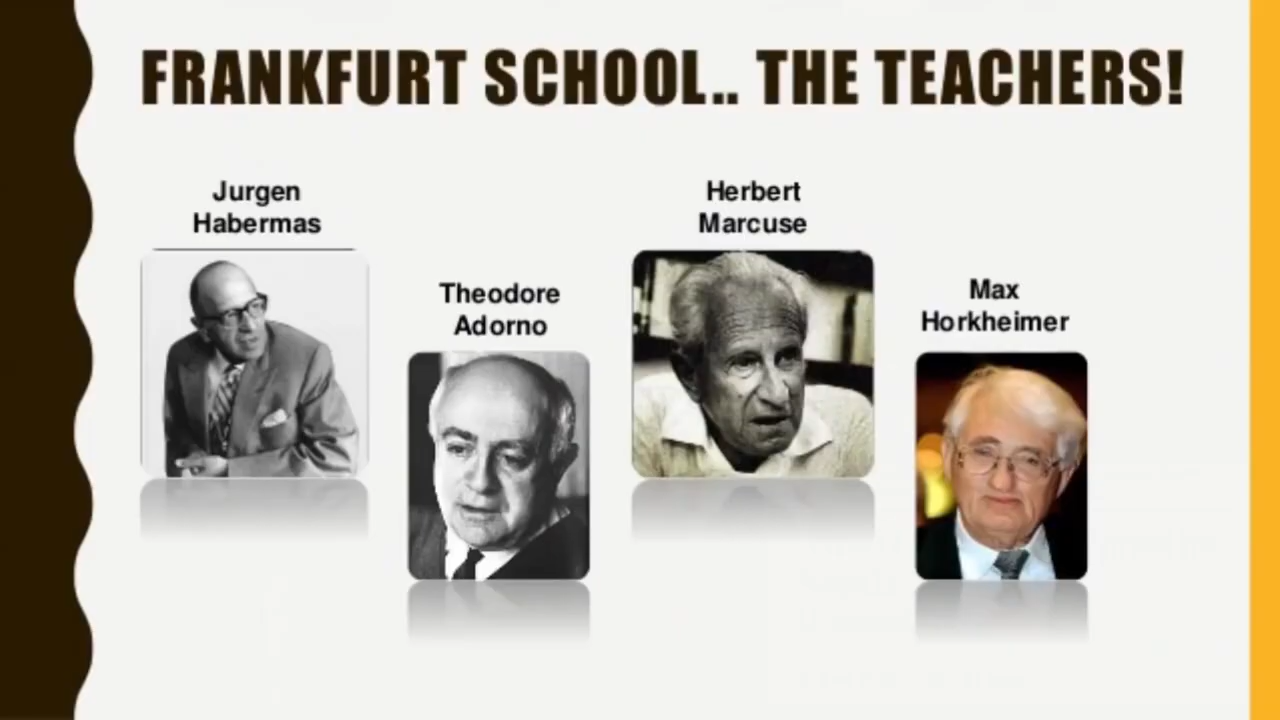 FRANKFURT SCHOOL.. THE TEACHERS!
Jurgen
Habermas
Theodore
Adorno
Herbert
Marcuse
Max
Horkheimer